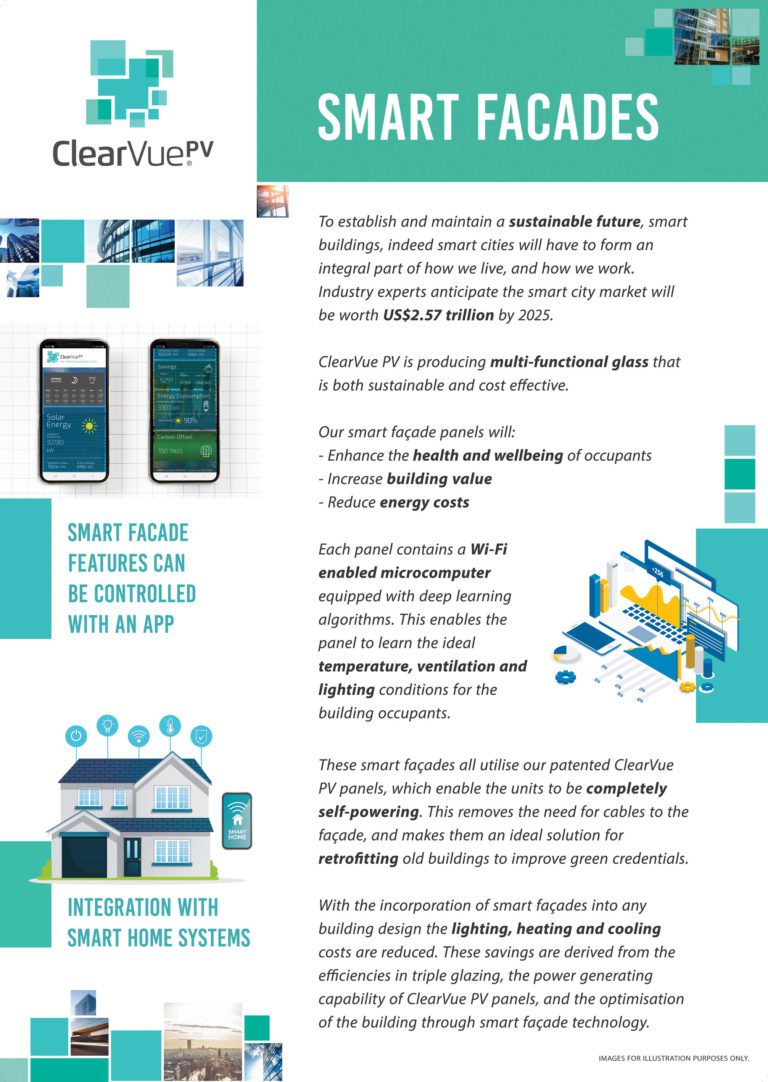 ClearVuePV
®
SMART FACADES
To establish and maintain a sustainable future, smart
buildings, indeed smart cities will have to form an
integral part of how we live, and how we work.
Industry experts anticipate the smart city market will
be worth US$2.57 trillion by 2025.
ClearVue PV is producing multi-functional glass that
is both sustainable and cost effective.
Our smart façade panels will:
- Enhance the health and wellbeing of occupants
- Increase building value
- Reduce energy costs
Each panel contains a Wi-Fi
enabled microcomputer
equipped with deep learning
algorithms. This enables the
panel to learn the ideal
temperature, ventilation and
lighting conditions for the
building occupants.
These smart façades all utilise our patented ClearVue
PV panels, which enable the units to be completely
self-powering. This removes the need for cables to the
façade, and makes them an ideal solution for
retrofitting old buildings to improve green credentials.
With the incorporation of smart façades into any
building design the lighting, heating and cooling
costs are reduced. These savings are derived from the
efficiencies in triple glazing, the power generating
capability of ClearVue PV panels, and the optimisation
of the building through smart façade technology.
ClearVuePV
7°C
Solar
Energy
32780
kW
Savings
5297
Energy Consumption
3301 kW
90%
Carbon Offset
150 TREES
SMART FACADE
FEATURES CAN
BE CONTROLLED
WITH AN APP
SMART
HOME
INTEGRATION WITH
SMART HOME SYSTEMS
IMAGES FOR ILLUSTRATION PURPOSES ONLY.